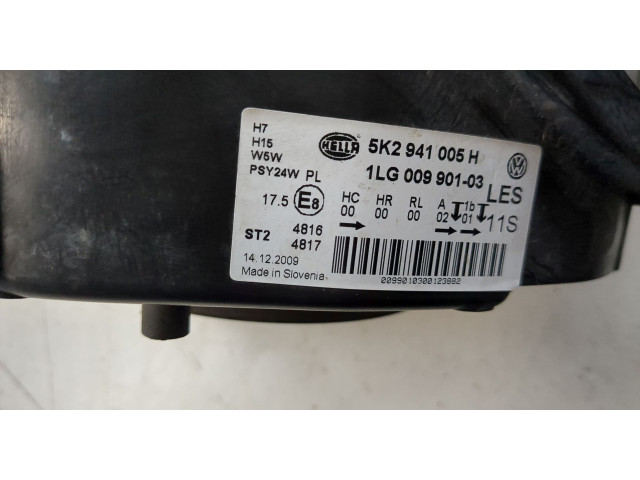 H7
H15
W5W
PSY24W PL
HELLA
5K2 941 005 H
1LG 009 901-03
LES
11S
17.5 E8
HC HR RL A 1b
00 00 00 02 01
ST2 4816
4817
14.12.2009
Made in Slovenia
0099010300123882